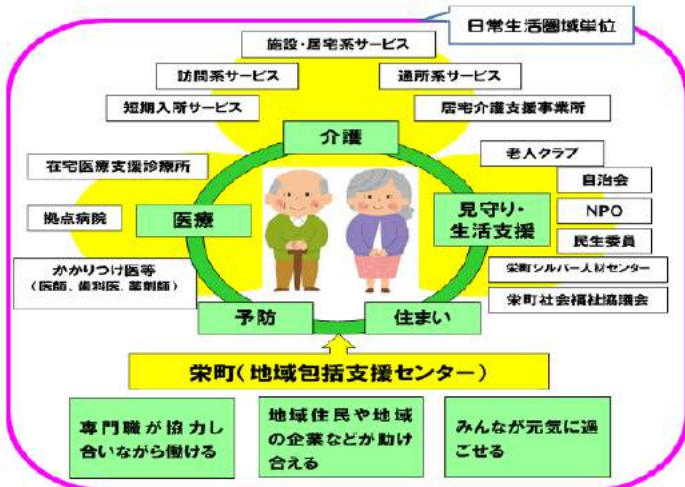 日常生活圏域単位
施設・居宅系サービス
訪問系サービス
通所系サービス
短期入所サービス
居宅介護支援事業所
介護
老人クラブ
在宅医療支援診療所
自治会
拠点病院
医療
見守り・
生活支援
NPO
民生委員
かかりつけ医等
(医師、歯科医、薬剤師)
栄町シルバー人材センター
栄町社会福祉協議会
予防
住まい
栄町(地域包括支援センター)
専門職が協力し
合いながら働ける
地域住民や地域
の企業などが助け
合える
みんなが元気に過
ごせる